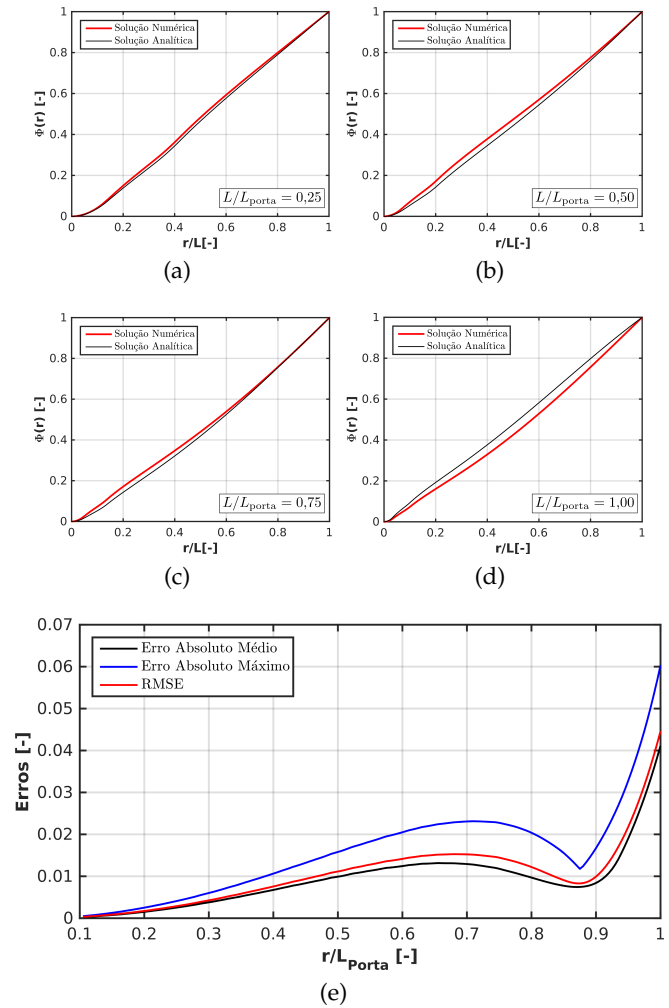 Solução Numérica
Solução Analítica
Φ(r) [-]
1
0.8
0.6
0.4
0.2
0
L/L_porta = 0,25
0 0.2 0.4 0.6 0.8 1
r/L[-]
(a)
Solução Numérica
Solução Analítica
Φ(r) [-]
1
0.8
0.6
0.4
0.2
0
L/L_porta = 0,50
0 0.2 0.4 0.6 0.8 1
r/L[-]
(b)
Solução Numérica
Solução Analítica
Φ(r) [-]
1
0.8
0.6
0.4
0.2
0
L/L_porta = 0,75
0 0.2 0.4 0.6 0.8 1
r/L[-]
(c)
Solução Numérica
Solução Analítica
Φ(r) [-]
1
0.8
0.6
0.4
0.2
0
L/L_porta = 1,00
0 0.2 0.4 0.6 0.8 1
r/L[-]
(d)
Erro Absoluto Médio
Erro Absoluto Máximo
RMSE
Erros [-]
0.07
0.06
0.05
0.04
0.03
0.02
0.01
0
0.1 0.2 0.3 0.4 0.5 0.6 0.7 0.8 0.9 1
r/L_Porta [-]
(e)